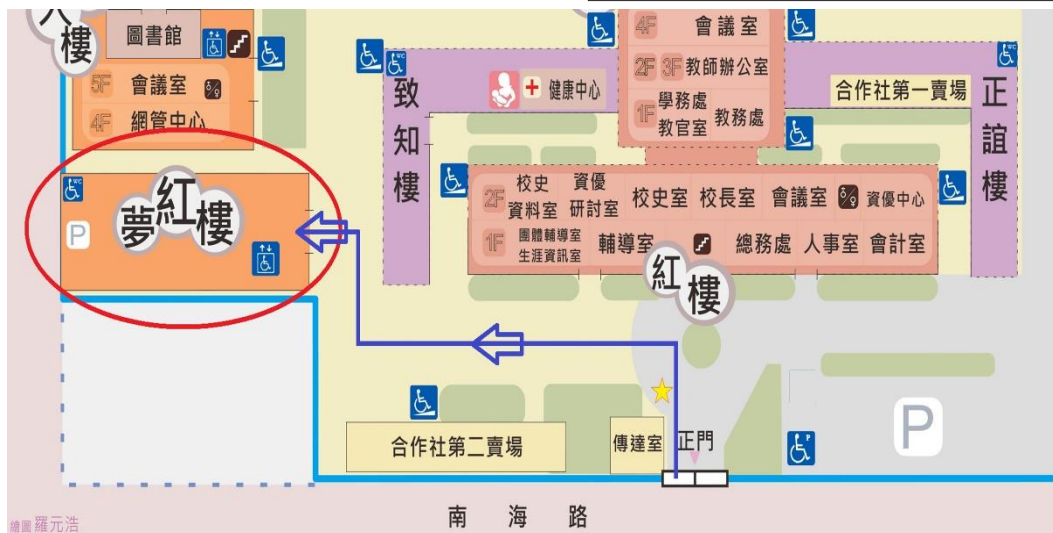 樓
圖書館
5F 會議室
4F 網管中心
夢紅樓
P
致知樓
健康中心
4F 會議室
2F 3F 教師辦公室
1F 學務處 教官室 教務處
合作社第一賣場
正誼樓
2F 校史資料室 資優研討室 校史室 校長室 會議室 資優中心
1F 團體輔導室 生涯資訊室 輔導室 總務處 人事室 會計室
紅樓
合作社第二賣場
傳達室
正門
P
南海路
繪圖 羅元浩